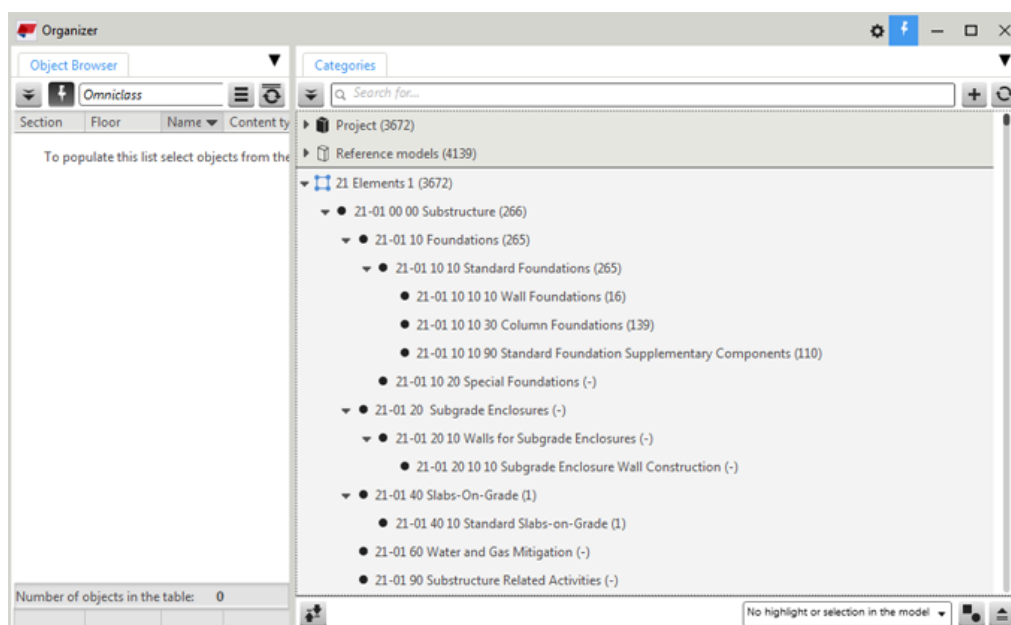 Organizer
Object Browser
Omniclass
Section Floor Name Content ty
To populate this list select objects from the
Number of objects in the table: 0
Categories
Search for...
Project (3672)
Reference models (4139)
21 Elements 1 (3672)
21-01 00 00 Substructure (266)
21-01 10 Foundations (265)
21-01 10 10 Standard Foundations (265)
21-01 10 10 10 Wall Foundations (16)
21-01 10 10 30 Column Foundations (139)
21-01 10 10 90 Standard Foundation Supplementary Components (110)
21-01 10 20 Special Foundations (-)
21-01 20 Subgrade Enclosures (-)
21-01 20 10 Walls for Subgrade Enclosures (-)
21-01 20 10 10 Subgrade Enclosure Wall Construction (-)
21-01 40 Slabs-On-Grade (1)
21-01 40 10 Standard Slabs-on-Grade (1)
21-01 60 Water and Gas Mitigation (-)
21-01 90 Substructure Related Activities (-)
No highlight or selection in the model